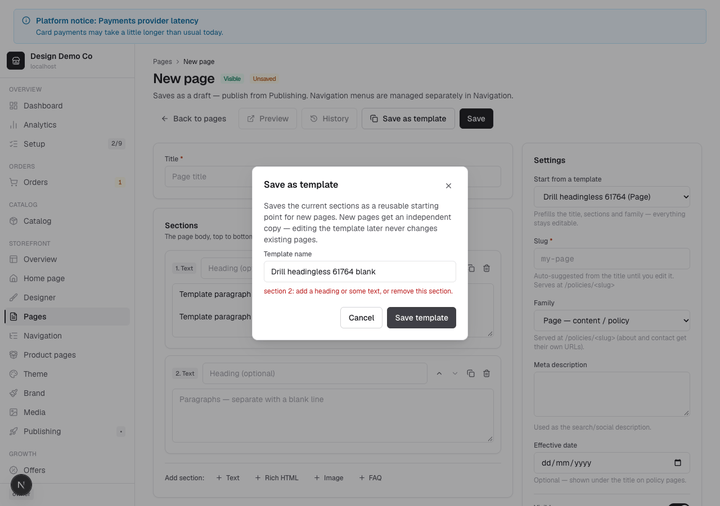 Platform notice: Payments provider latency
Card payments may take a little longer than usual today.
Design Demo Co
localhost
OVERVIEW
Dashboard
Analytics
Setup 2/9
ORDERS
Orders 1
CATALOG
Catalog
STOREFRONT
Overview
Home page
Designer
Pages
Navigation
Product pages
Theme
Brand
Media
Publishing -
GROWTH
Offers
N
Pages › New page
New page Visible Unsaved
Saves as a draft — publish from Publishing. Navigation menus are managed separately in Navigation.
Back to pages Preview History Save as template Save
Title *
Page title
Sections
The page body, top to bottom
1. Text Heading (op
Template paragraph
Template paragraph
2. Text Heading (optional)
Paragraphs — separate with a blank line
Add section: + Text + Rich HTML + Image + FAQ
Save as template
Saves the current sections as a reusable starting
point for new pages. New pages get an independent
copy — editing the template later never changes
existing pages.
Template name
Drill headingless 61764 blank
section 2: add a heading or some text, or remove this section.
Cancel Save template
Settings
Start from a template
Drill headingless 61764 (Page)
Prefills the title, sections and family — everything
stays editable.
Slug *
my-page
Auto-suggested from the title until you edit it.
Serves at /policies/<slug>
Family
Page — content / policy
Served at /policies/<slug> (about and contact get
their own URLs).
Meta description
Used as the search/social description.
Effective date
dd/mm/yyyy
Optional — shown under the title on policy pages.